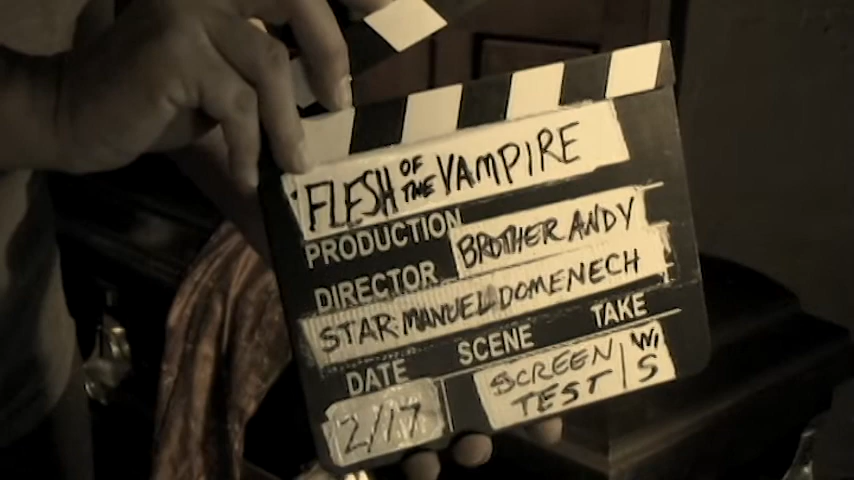 FLESH OF THE VAMPIRE
PRODUCTION
DIRECTOR BROTHER ANDY
STAR: MANUEL DOMENECH
DATE SCENE TAKE
2/17 SCREEN TEST W/S